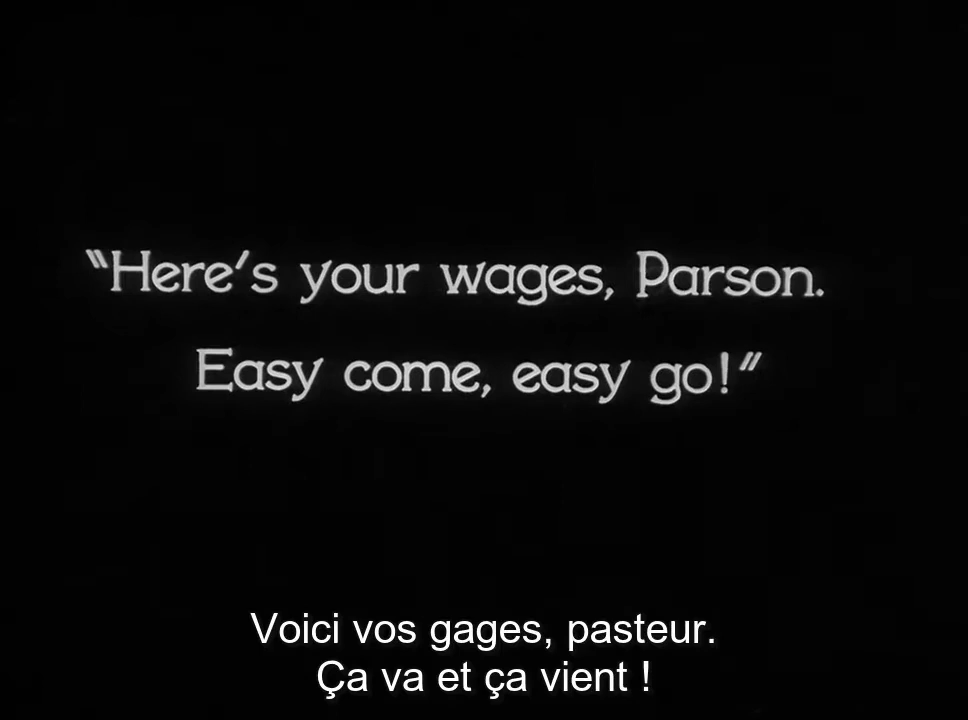 “Here's your wages, Parson.
Easy come, easy go!”
Voici vos gages, pasteur.
Ça va et ça vient !